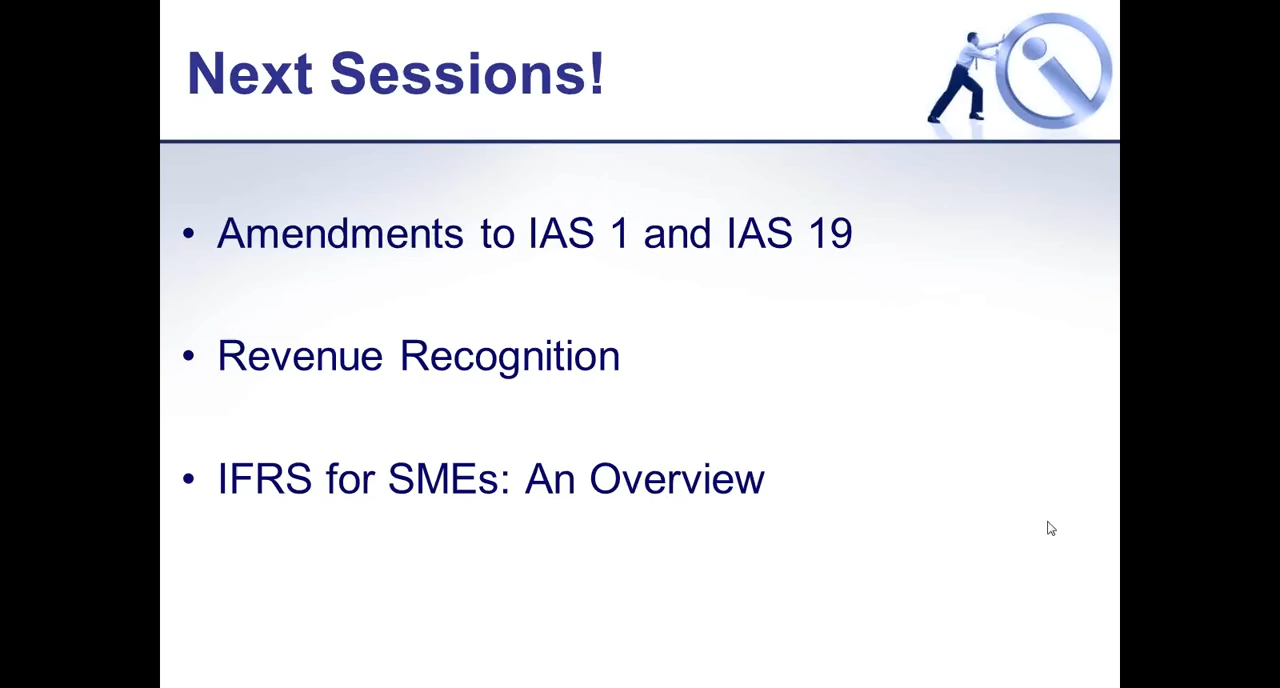 Next Sessions!
• Amendments to IAS 1 and IAS 19
• Revenue Recognition
• IFRS for SMEs: An Overview